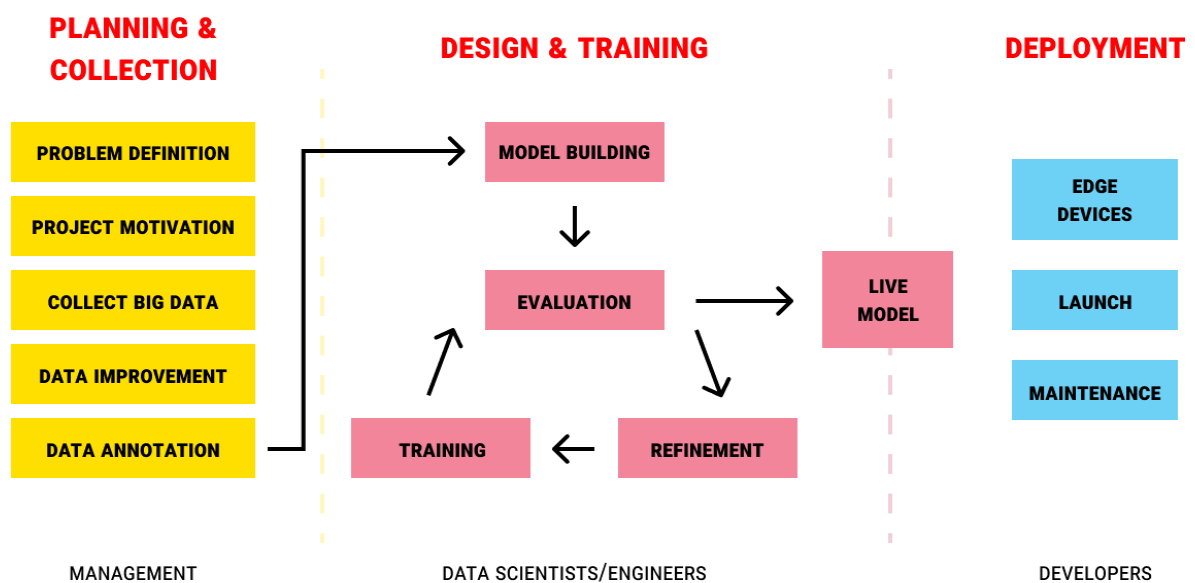 PLANNING &
COLLECTION
DESIGN & TRAINING
DEPLOYMENT
PROBLEM DEFINITION
PROJECT MOTIVATION
COLLECT BIG DATA
DATA IMPROVEMENT
DATA ANNOTATION
MODEL BUILDING
EVALUATION
TRAINING
REFINEMENT
LIVE
MODEL
EDGE
DEVICES
LAUNCH
MAINTENANCE
MANAGEMENT
DATA SCIENTISTS/ENGINEERS
DEVELOPERS